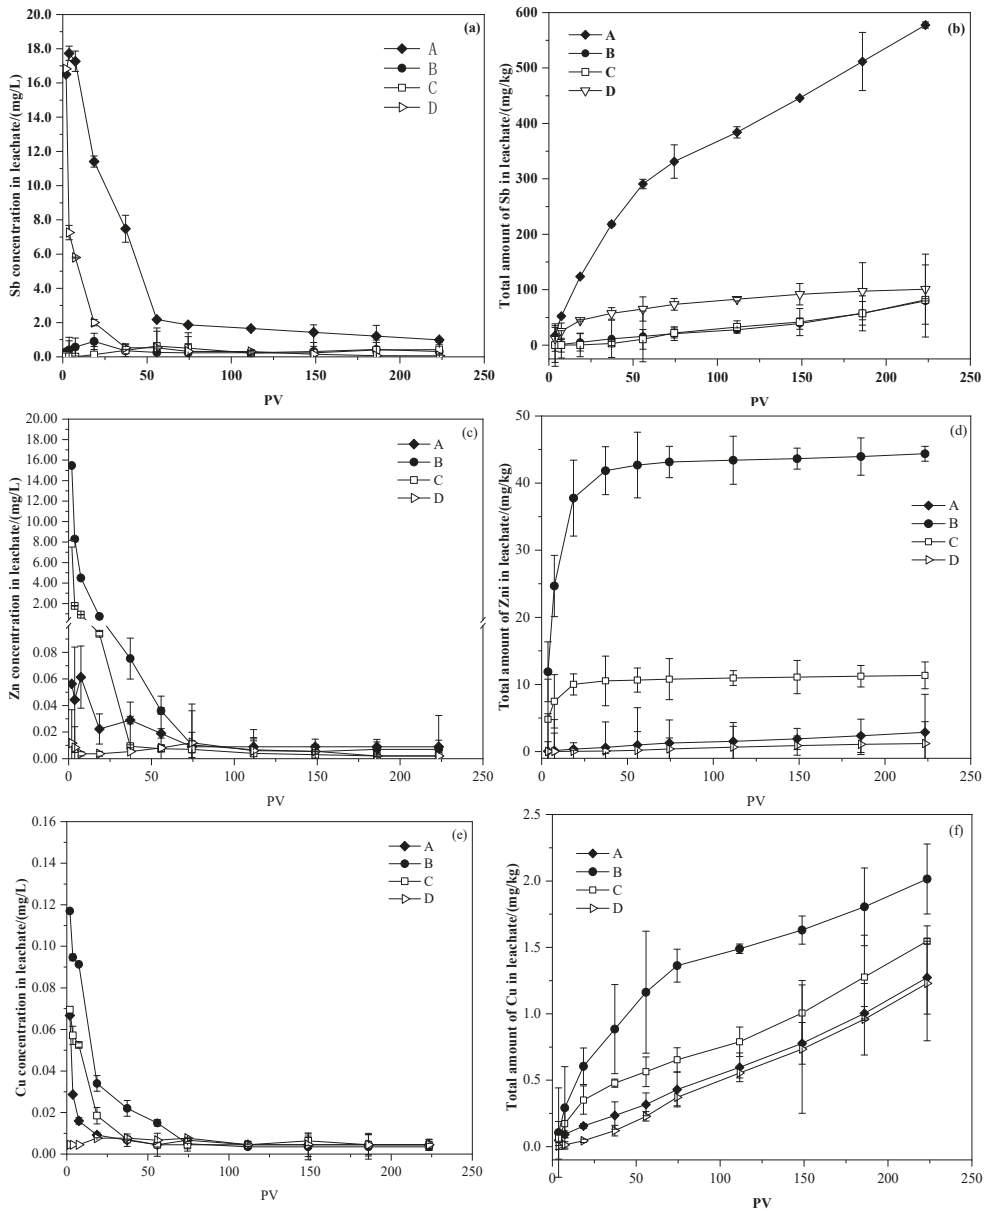 (a)
A
B
C
D
20.0
18.0
16.0
14.0
12.0
10.0
8.0
6.0
4.0
2.0
0.0
0
50
100
150
200
250
Sb concentration in leachate/(mg/L)
PV
(b)
A
B
C
D
600
500
400
300
200
100
0
0
50
100
150
200
250
Total amount of Sb in leachate/(mg/kg)
PV
(c)
A
B
C
D
20.00
18.00
16.00
14.00
12.00
10.00
8.00
6.00
4.00
2.00
0.08
0.06
0.04
0.02
0.00
0
50
100
150
200
250
Zn concentration in leachate/(mg/L)
PV
(d)
A
B
C
D
50
40
30
20
10
0
0
50
100
150
200
250
Total amount of Zni in leachate/(mg/kg)
PV
(e)
A
B
C
D
0.16
0.14
0.12
0.10
0.08
0.06
0.04
0.02
0.00
0
50
100
150
200
250
Cu concentration in leachate/(mg/L)
PV
(f)
A
B
C
D
2.5
2.0
1.5
1.0
0.5
0.0
0
50
100
150
200
250
Total amount of Cu in leachate/(mg/kg)
PV